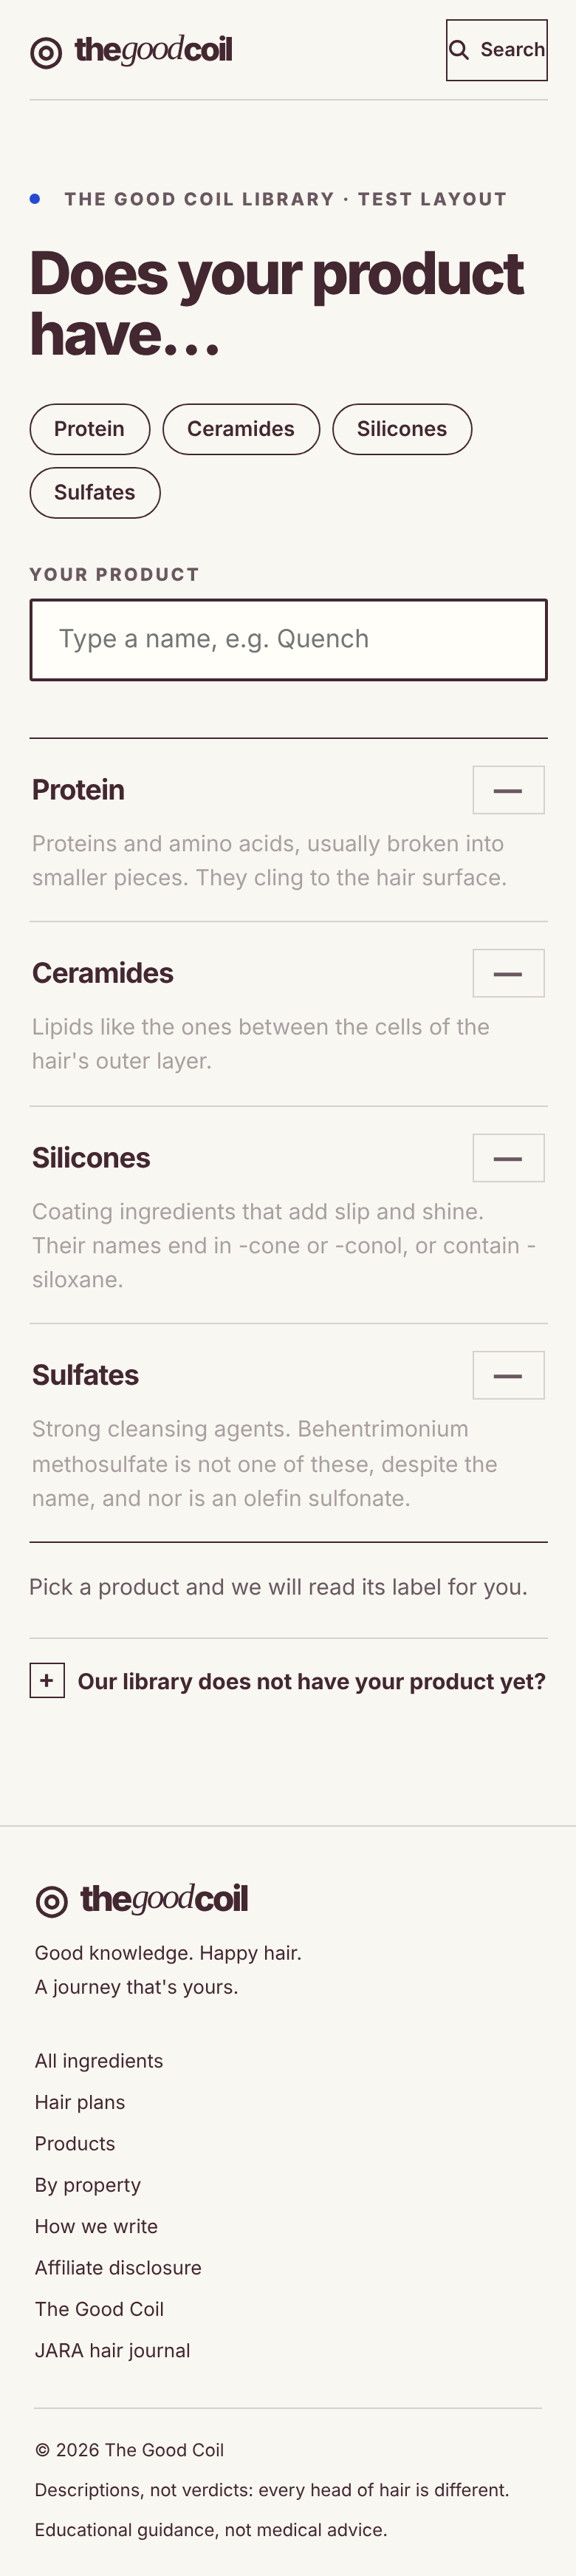 thegoodcoil
Search
THE GOOD COIL LIBRARY · TEST LAYOUT
Does your product
have…
Protein
Ceramides
Silicones
Sulfates
YOUR PRODUCT
Type a name, e.g. Quench
Protein
—
Proteins and amino acids, usually broken into
smaller pieces. They cling to the hair surface.
Ceramides
—
Lipids like the ones between the cells of the
hair's outer layer.
Silicones
—
Coating ingredients that add slip and shine.
Their names end in -cone or -conol, or contain -
siloxane.
Sulfates
—
Strong cleansing agents. Behentrimonium
methosulfate is not one of these, despite the
name, and nor is an olefin sulfonate.
Pick a product and we will read its label for you.
+ Our library does not have your product yet?
thegoodcoil
Good knowledge. Happy hair.
A journey that's yours.
All ingredients
Hair plans
Products
By property
How we write
Affiliate disclosure
The Good Coil
JARA hair journal
© 2026 The Good Coil
Descriptions, not verdicts: every head of hair is different.
Educational guidance, not medical advice.